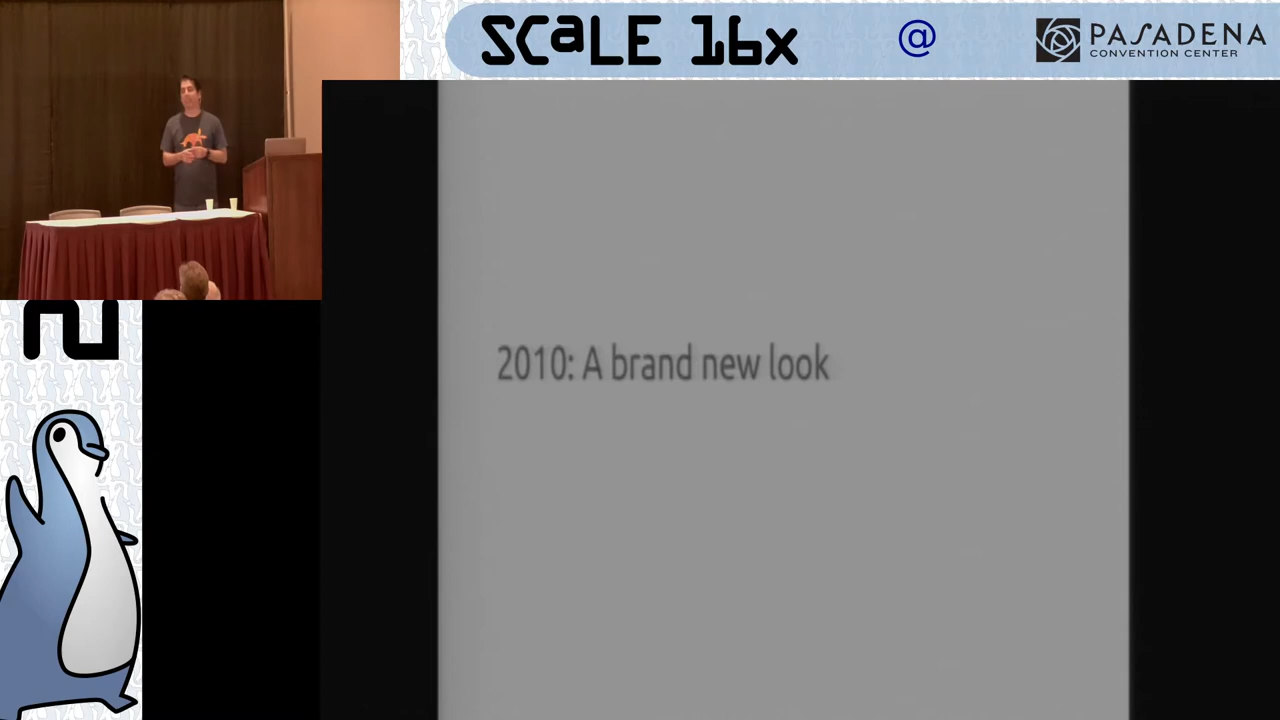 SCaLE 16x
@
PASADENA
CONVENTION CENTER
2010: A brand new look